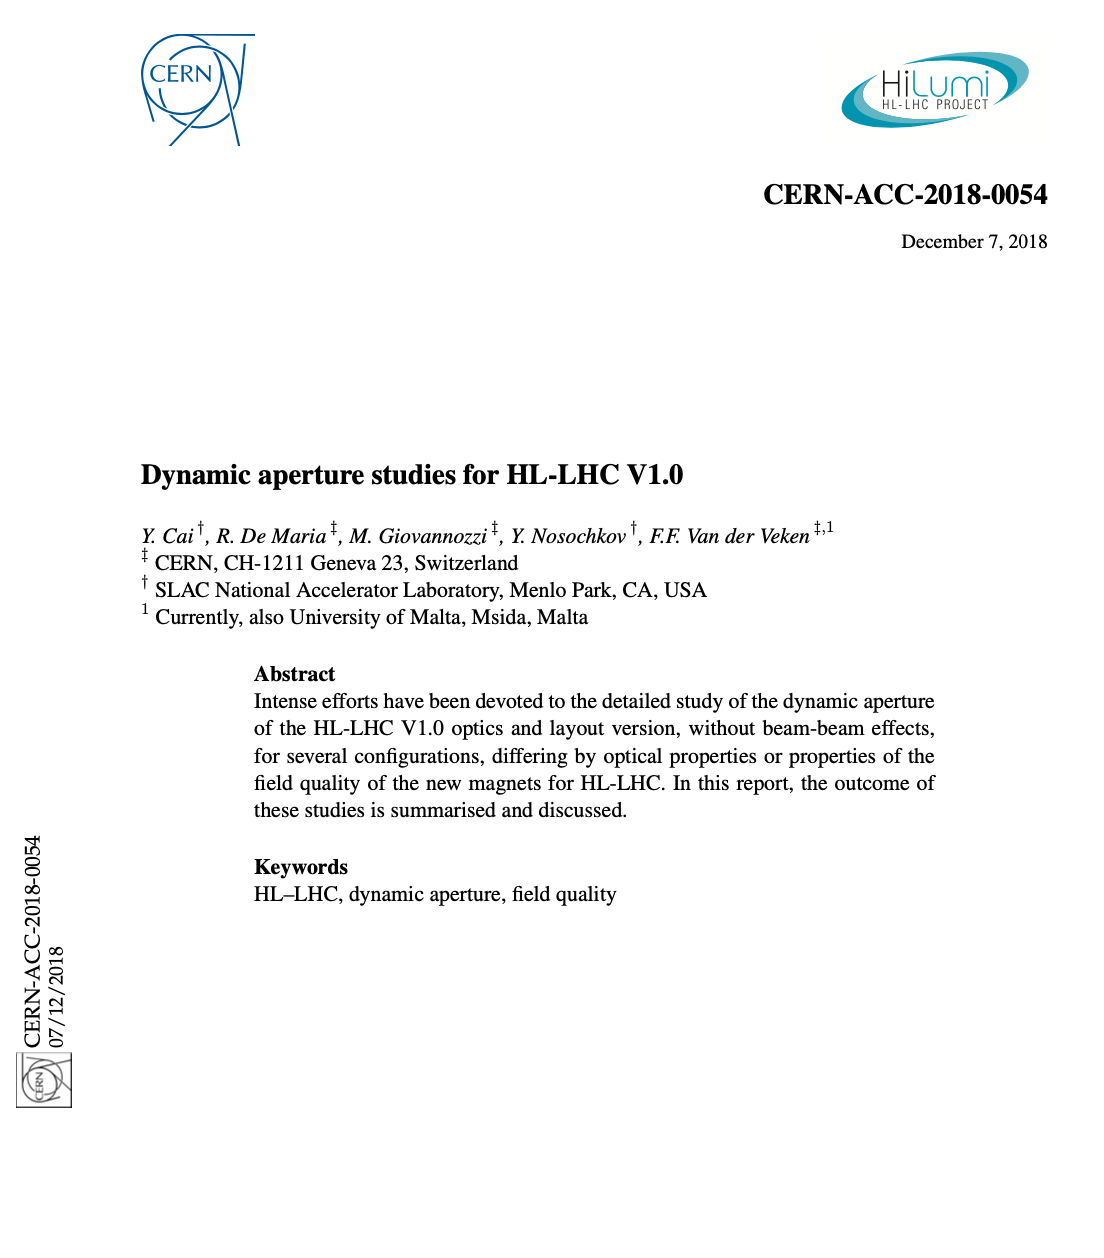 CERN
HiLumi
HL-LHC PROJECT
CERN-ACC-2018-0054
December 7, 2018
Dynamic aperture studies for HL-LHC V1.0
Y. Cai †, R. De Maria ‡, M. Giovannozzi ‡, Y. Nosochkov †, F.F. Van der Veken ‡,1
‡ CERN, CH-1211 Geneva 23, Switzerland
† SLAC National Accelerator Laboratory, Menlo Park, CA, USA
1 Currently, also University of Malta, Msida, Malta
Abstract
Intense efforts have been devoted to the detailed study of the dynamic aperture
of the HL-LHC V1.0 optics and layout version, without beam-beam effects,
for several configurations, differing by optical properties or properties of the
field quality of the new magnets for HL-LHC. In this report, the outcome of
these studies is summarised and discussed.
Keywords
HL–LHC, dynamic aperture, field quality
CERN-ACC-2018-0054
07/12/2018
CERN